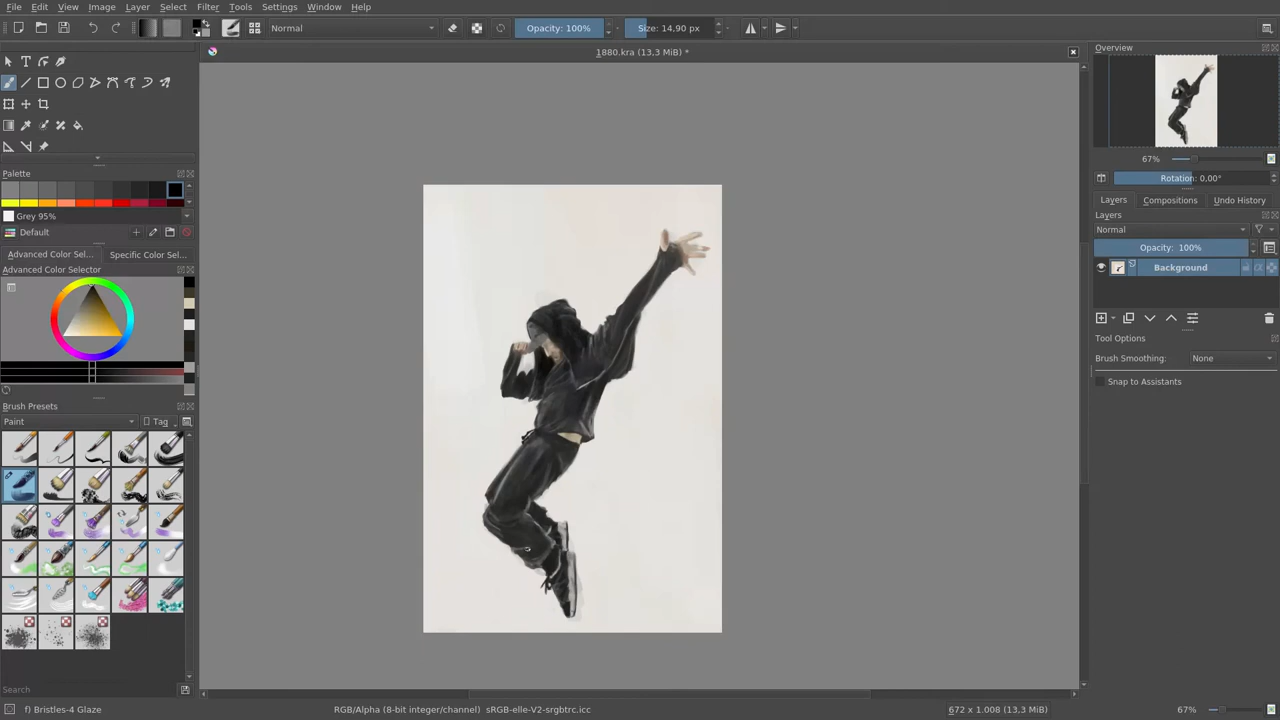 File Edit View Image Layer Select Filter Tools Settings Window Help
Normal Opacity: 100% Size: 14,90 px
1880.kra (13,3 MiB) *
Overview
67%
Rotation: 0,00°
Layers Compositions Undo History
Layers
Normal
Opacity: 100%
Background
Tool Options
Brush Smoothing: None
Snap to Assistants
Palette
Grey 95%
Default
Advanced Color Sel... Specific Color Sel...
Advanced Color Selector
Brush Presets
Paint Tag
Search
f) Bristles-4 Glaze RGB/Alpha (8-bit integer/channel) sRGB-elle-V2-srgbtrc.icc 672 x 1.008 (13,3 MiB) 67%